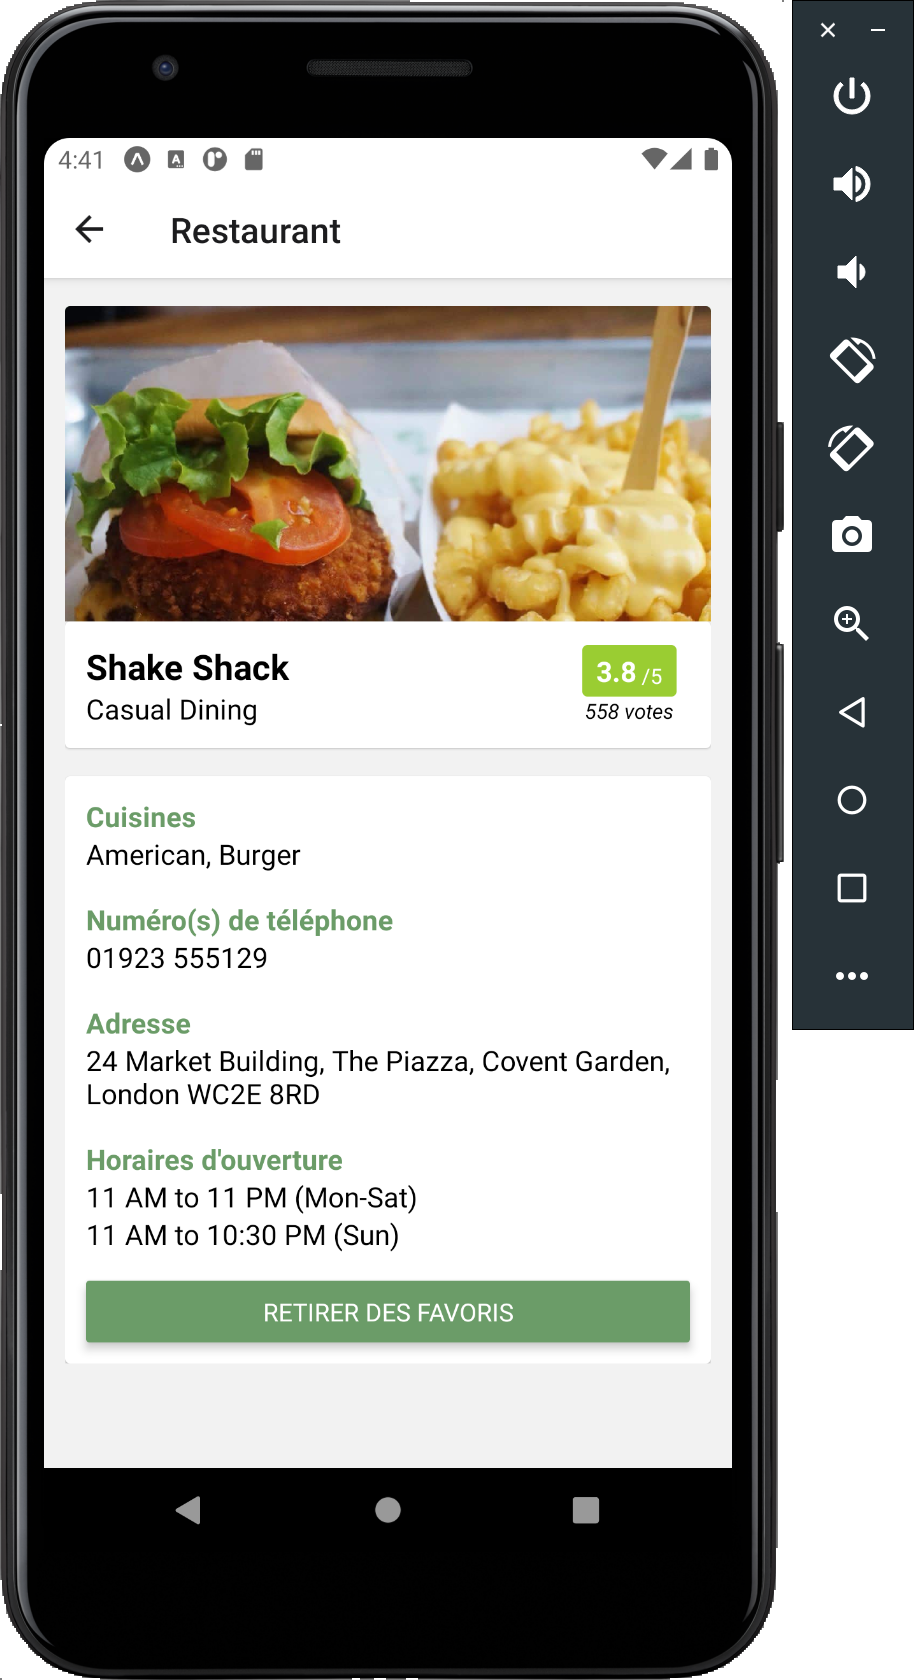 4:41
Restaurant
Shake Shack
3.8 /5
Casual Dining
558 votes
Cuisines
American, Burger
Numéro(s) de téléphone
01923 555129
Adresse
24 Market Building, The Piazza, Covent Garden,
London WC2E 8RD
Horaires d'ouverture
11 AM to 11 PM (Mon-Sat)
11 AM to 10:30 PM (Sun)
RETIRER DES FAVORIS